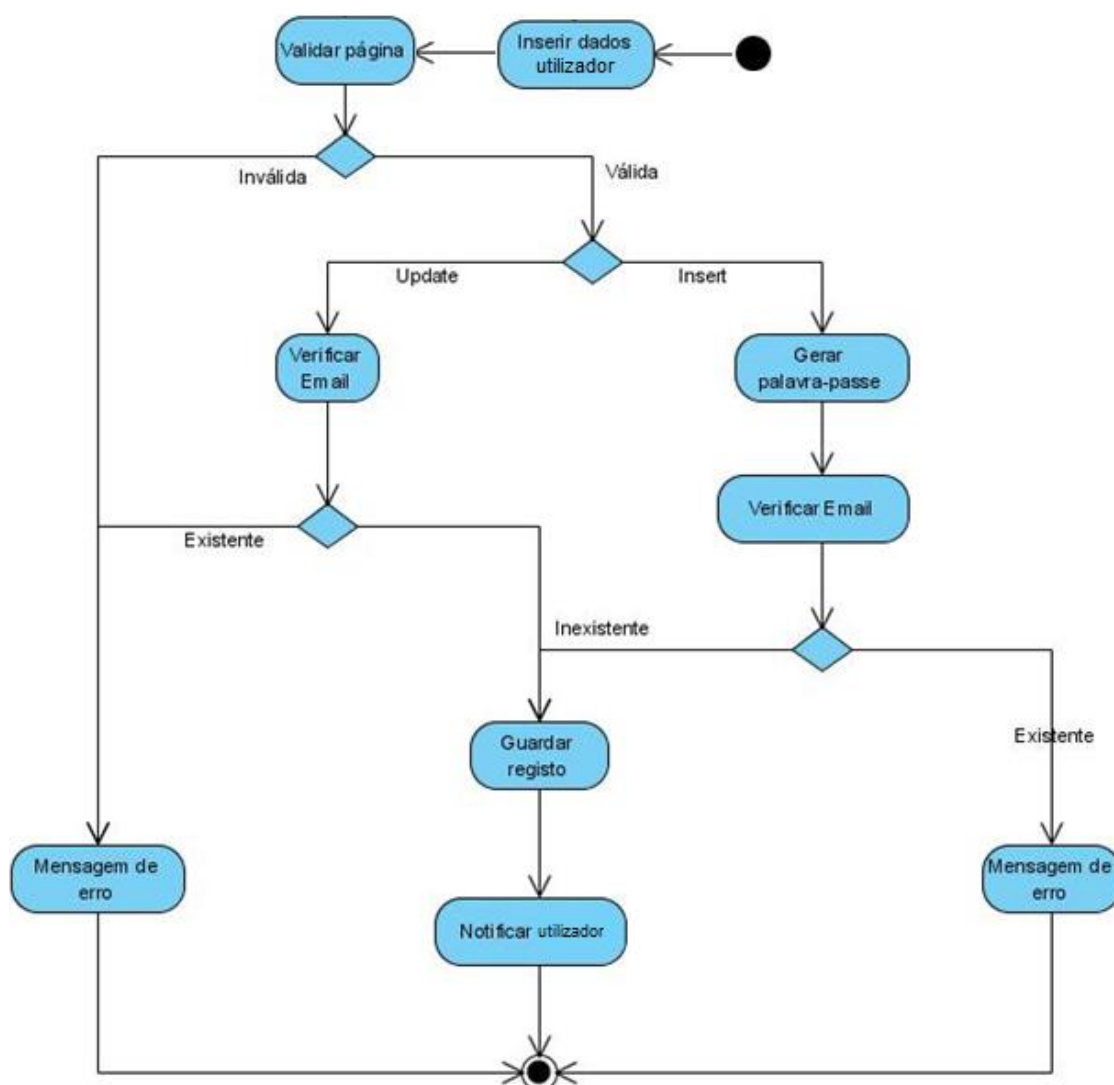 Validar página
Inserir dados
utilizador
Inválida
Válida
Update
Insert
Verificar
Email
Gerar
palavra-passe
Verificar Email
Existente
Inexistente
Guardar
registo
Existente
Mensagem de
erro
Mensagem de
erro
Notificar utilizador